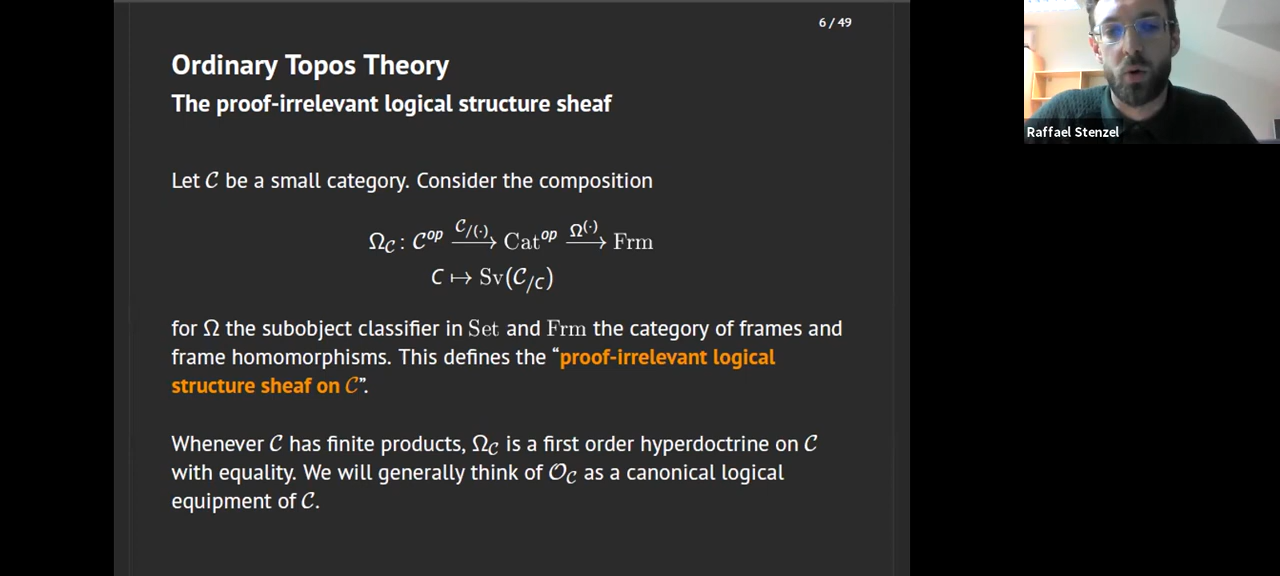 6 / 49
Ordinary Topos Theory
The proof-irrelevant logical structure sheaf
Let 𝒞 be a small category. Consider the composition
Ω_𝒞 : 𝒞^op —𝒞/(·)→ Cat^op —Ω^(·)→ Frm
C ↦ Sv(𝒞/C)
for Ω the subobject classifier in Set and Frm the category of frames and
frame homomorphisms. This defines the “proof-irrelevant logical
structure sheaf on 𝒞”.
Whenever 𝒞 has finite products, Ω_𝒞 is a first order hyperdoctrine on 𝒞
with equality. We will generally think of 𝒪_𝒞 as a canonical logical
equipment of 𝒞.
Raffael Stenzel